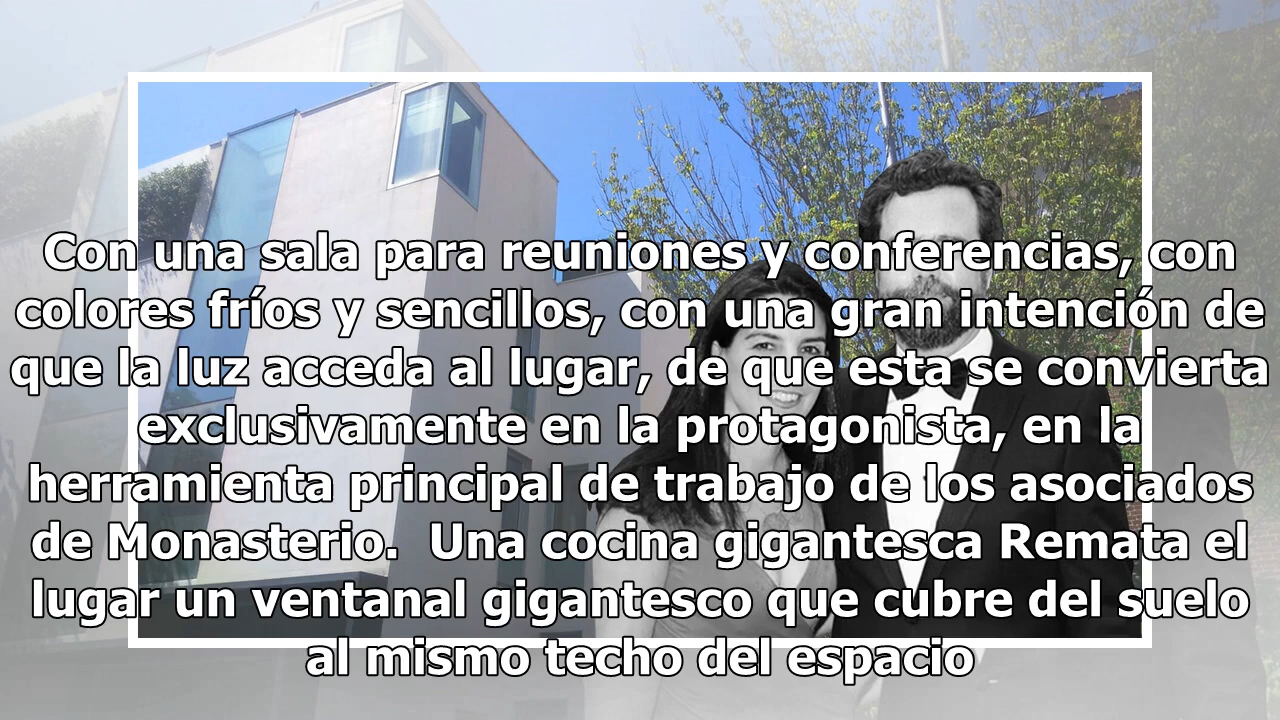 Con una sala para reuniones y conferencias, con
colores fríos y sencillos, con una gran intención de
que la luz acceda al lugar, de que esta se convierta
exclusivamente en la protagonista, en la
herramienta principal de trabajo de los asociados
de Monasterio.  Una cocina gigantesca Remata el
lugar un ventanal gigantesco que cubre del suelo
al mismo techo del espacio